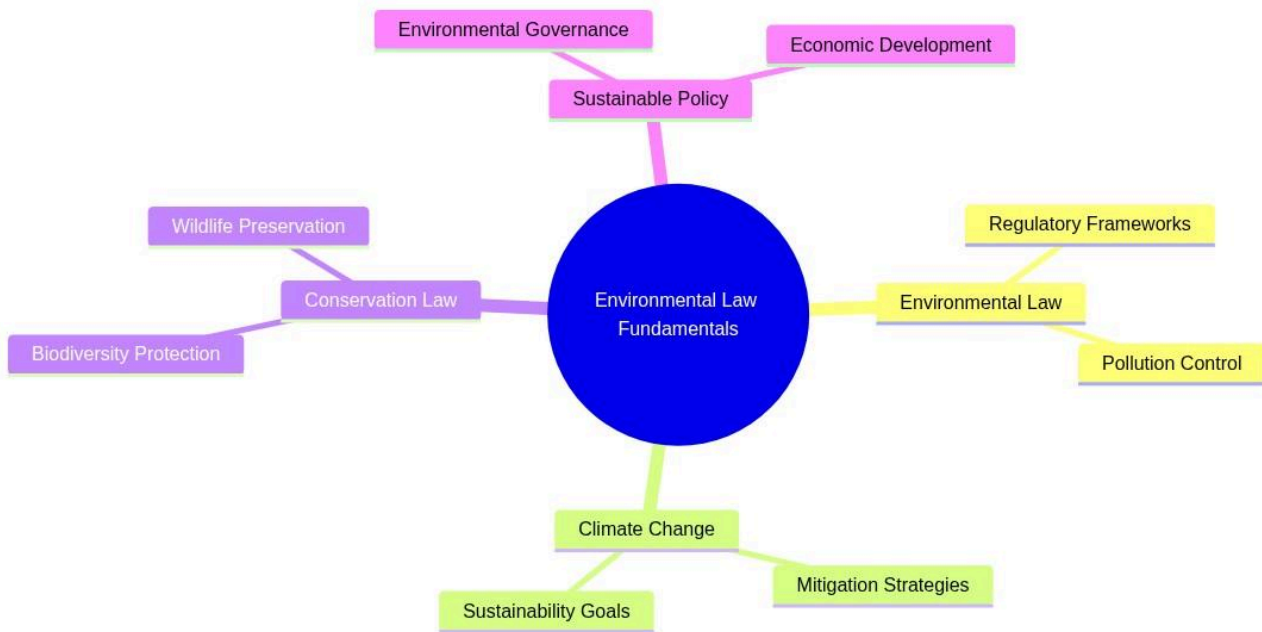 Environmental Governance
Economic Development
Sustainable Policy
Wildlife Preservation
Regulatory Frameworks
Conservation Law
Environmental Law
Fundamentals
Environmental Law
Biodiversity Protection
Pollution Control
Climate Change
Mitigation Strategies
Sustainability Goals